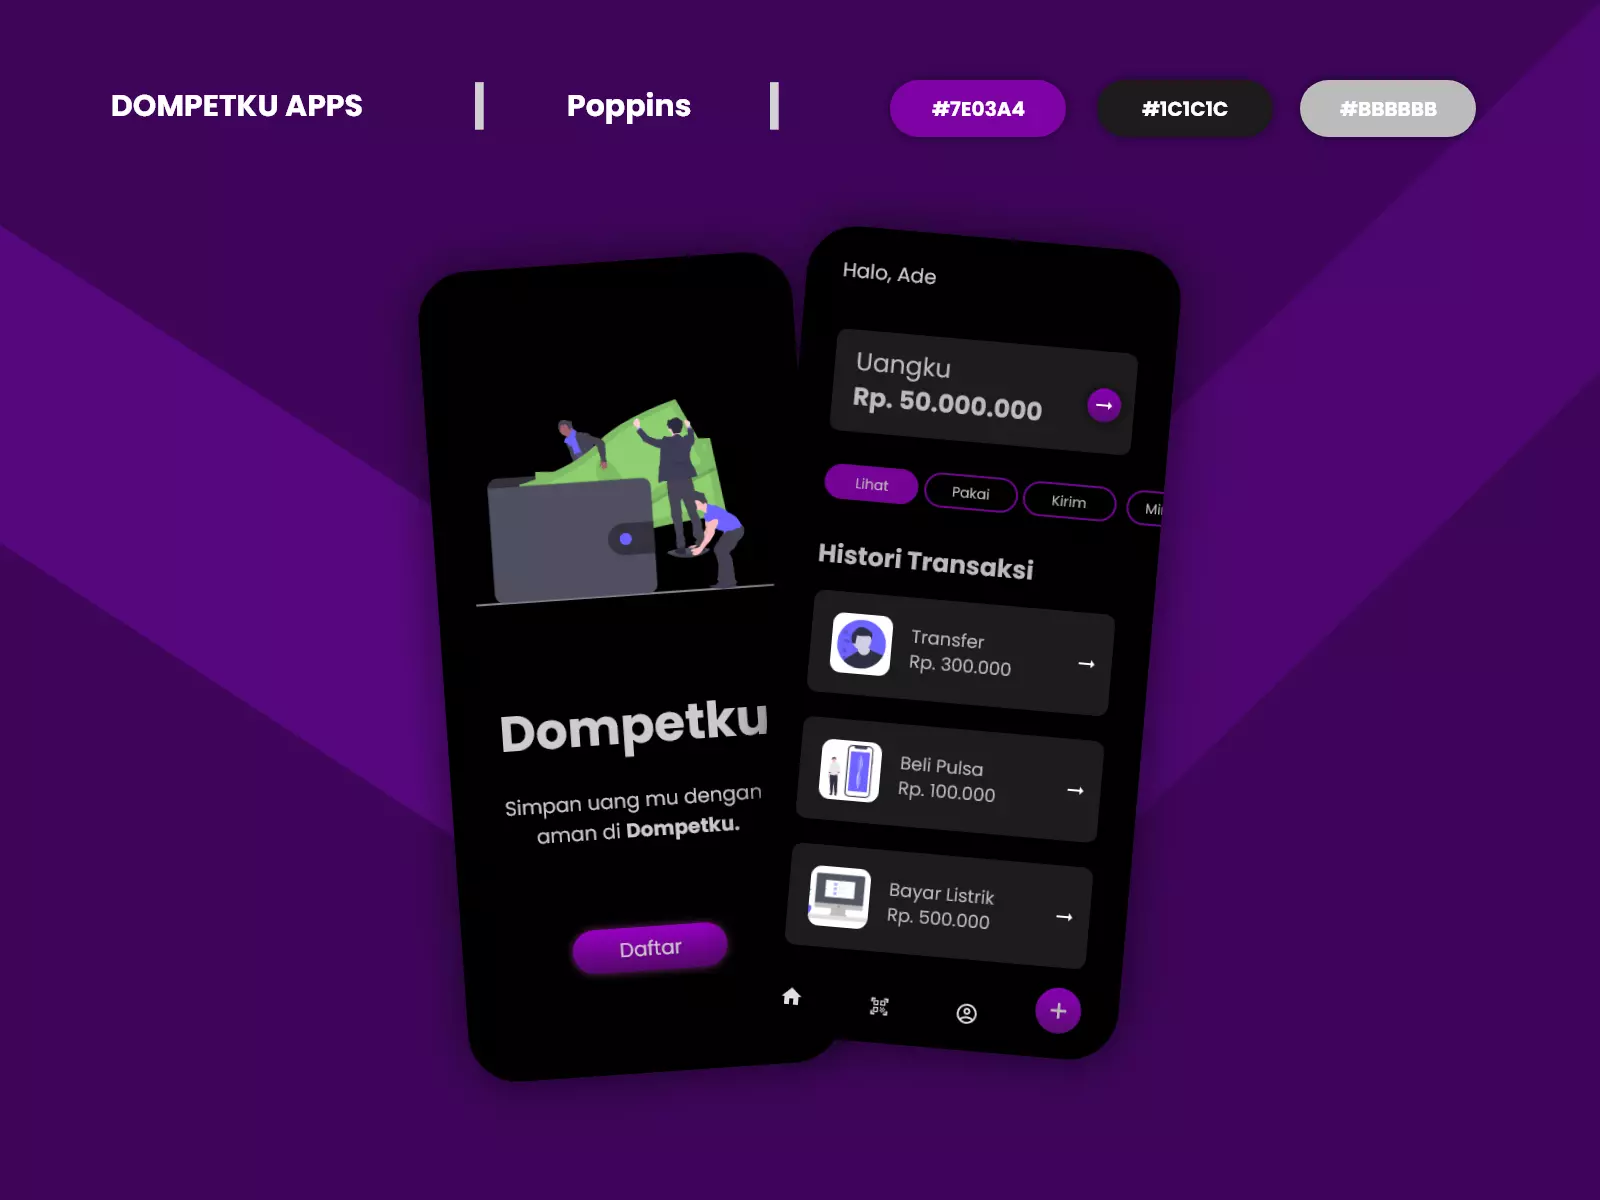 DOMPETKU APPS
Poppins
#7E03A4
#1C1C1C
#BBBBBB
Dompetku
Simpan uang mu dengan
aman di Dompetku.
Daftar
Halo, Ade
Uangku
Rp. 50.000.000
Lihat
Pakai
Kirim
Histori Transaksi
Transfer
Rp. 300.000
Beli Pulsa
Rp. 100.000
Bayar Listrik
Rp. 500.000